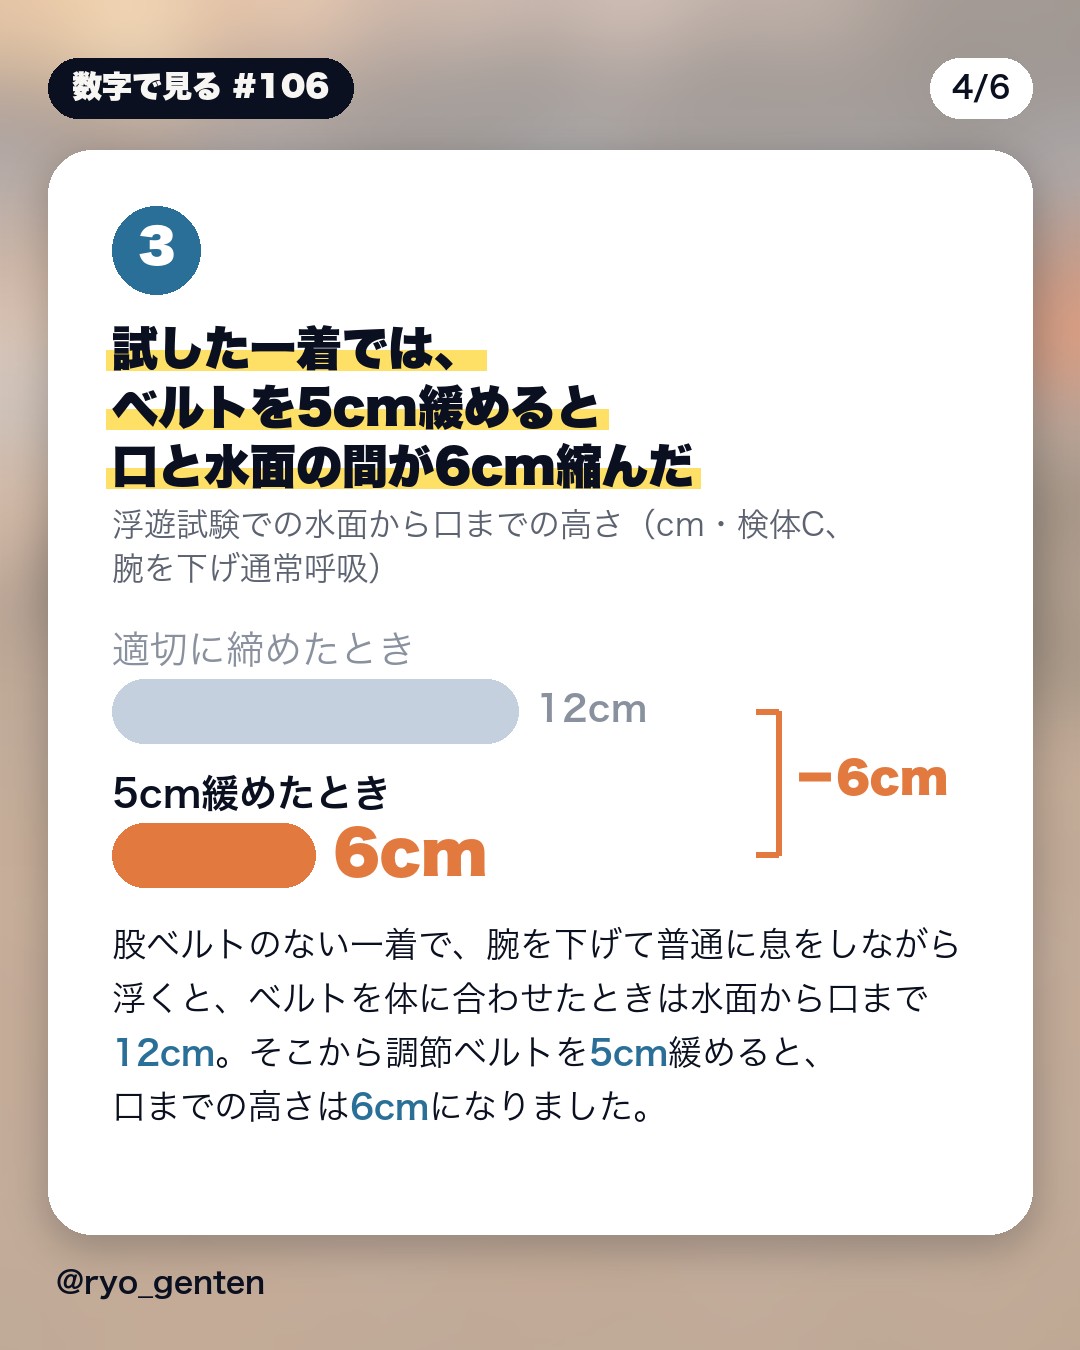 数字で見る #106
4/6
3
試した一着では、
ベルトを5cm緩めると
口と水面の間が6cm縮んだ
浮遊試験での水面から口までの高さ（cm・検体C、
腕を下げ通常呼吸）
適切に締めたとき
12cm
−6cm
5cm緩めたとき
6cm
股ベルトのない一着で、腕を下げて普通に息をしながら
浮くと、ベルトを体に合わせたときは水面から口まで
12cm。そこから調節ベルトを5cm緩めると、
口までの高さは6cmになりました。
@ryo_genten